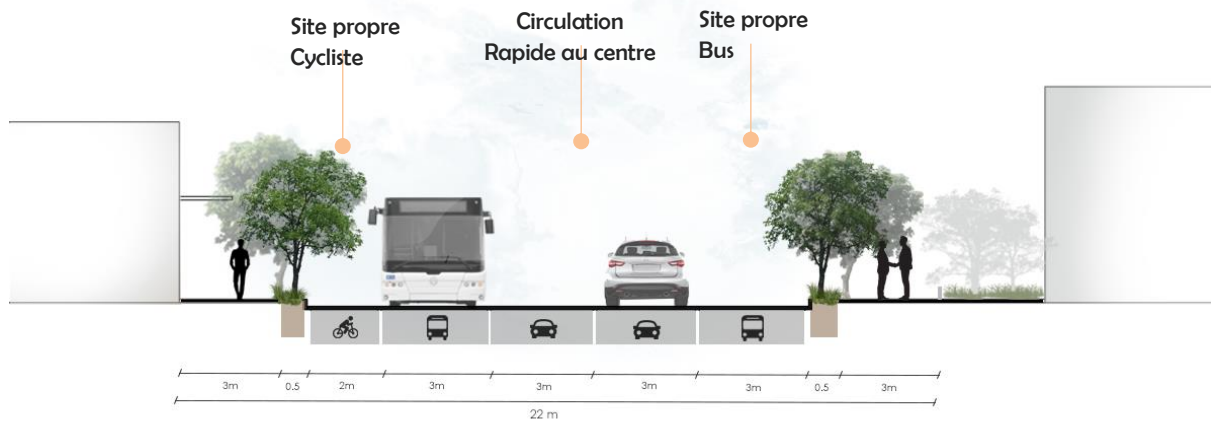 Site propre
Cycliste
Circulation
Rapide au centre
Site propre
Bus
3m
0.5
2m
3m
3m
3m
3m
0.5
3m
22 m